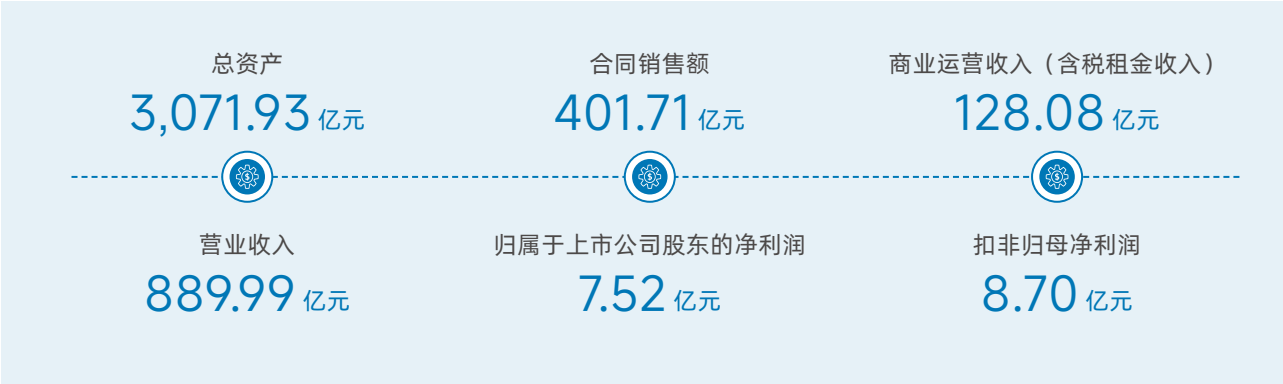 总资产
3,071.93 亿元
合同销售额
401.71 亿元
商业运营收入（含税租金收入）
128.08 亿元
营业收入
889.99 亿元
归属于上市公司股东的净利润
7.52 亿元
扣非归母净利润
8.70 亿元